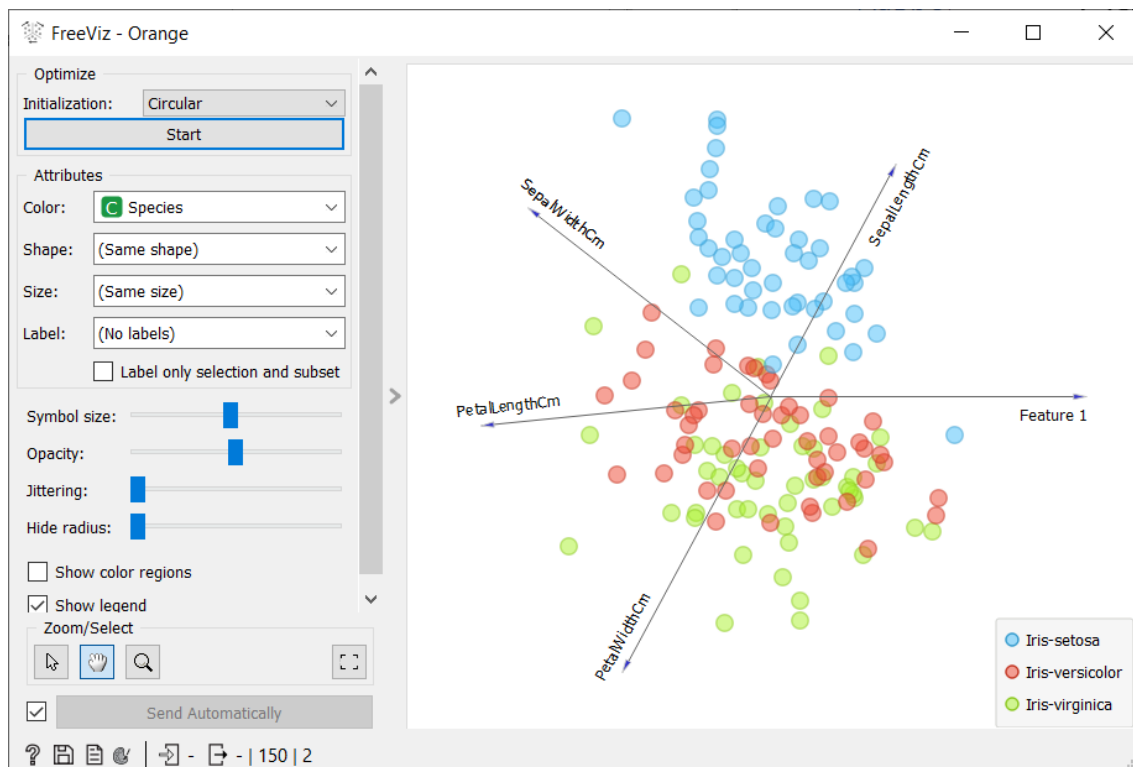 FreeViz - Orange
Optimize
Initialization: Circular
Start
Attributes
Color: C Species
Shape: (Same shape)
Size: (Same size)
Label: (No labels)
Label only selection and subset
Symbol size:
Opacity:
Jittering:
Hide radius:
Show color regions
Show legend
Zoom/Select
Send Automatically
? - - | 150 | 2
SepalWidthCm
SepalLengthCm
PetalLengthCm
Feature 1
PetalWidthCm
Iris-setosa
Iris-versicolor
Iris-virginica